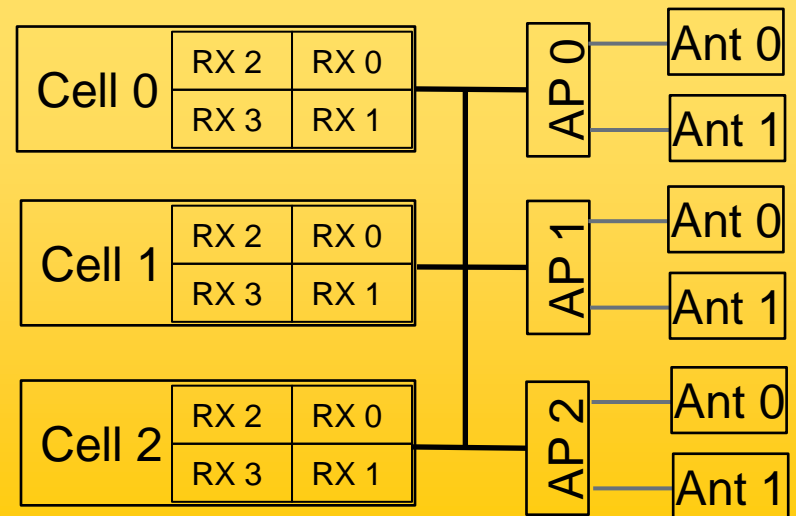 Cell 0
RX 2 RX 0
RX 3 RX 1
AP 0
Ant 0
Ant 1
Cell 1
RX 2 RX 0
RX 3 RX 1
AP 1
Ant 0
Ant 1
Cell 2
RX 2 RX 0
RX 3 RX 1
AP 2
Ant 0
Ant 1